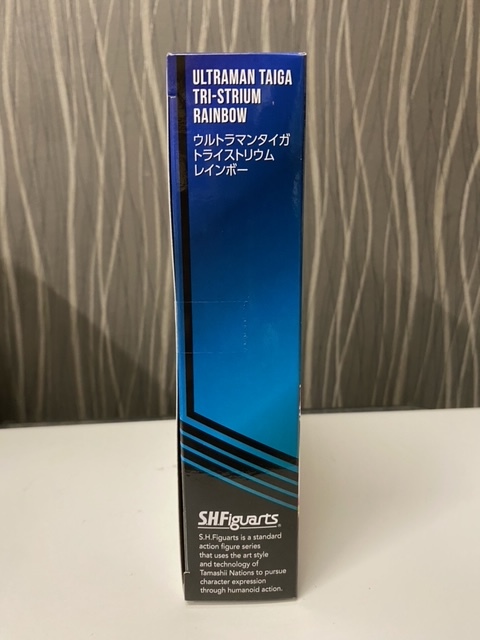 ULTRAMAN TAIGA
TRI-STRIUM
RAINBOW
ウルトラマンタイガ
トライストリウム
レインボー
S.H.Figuarts
S.H.Figuarts is a standard
action figure series
that uses the art style
and technology of
Tamashii Nations to pursue
character expression
through humanoid action.